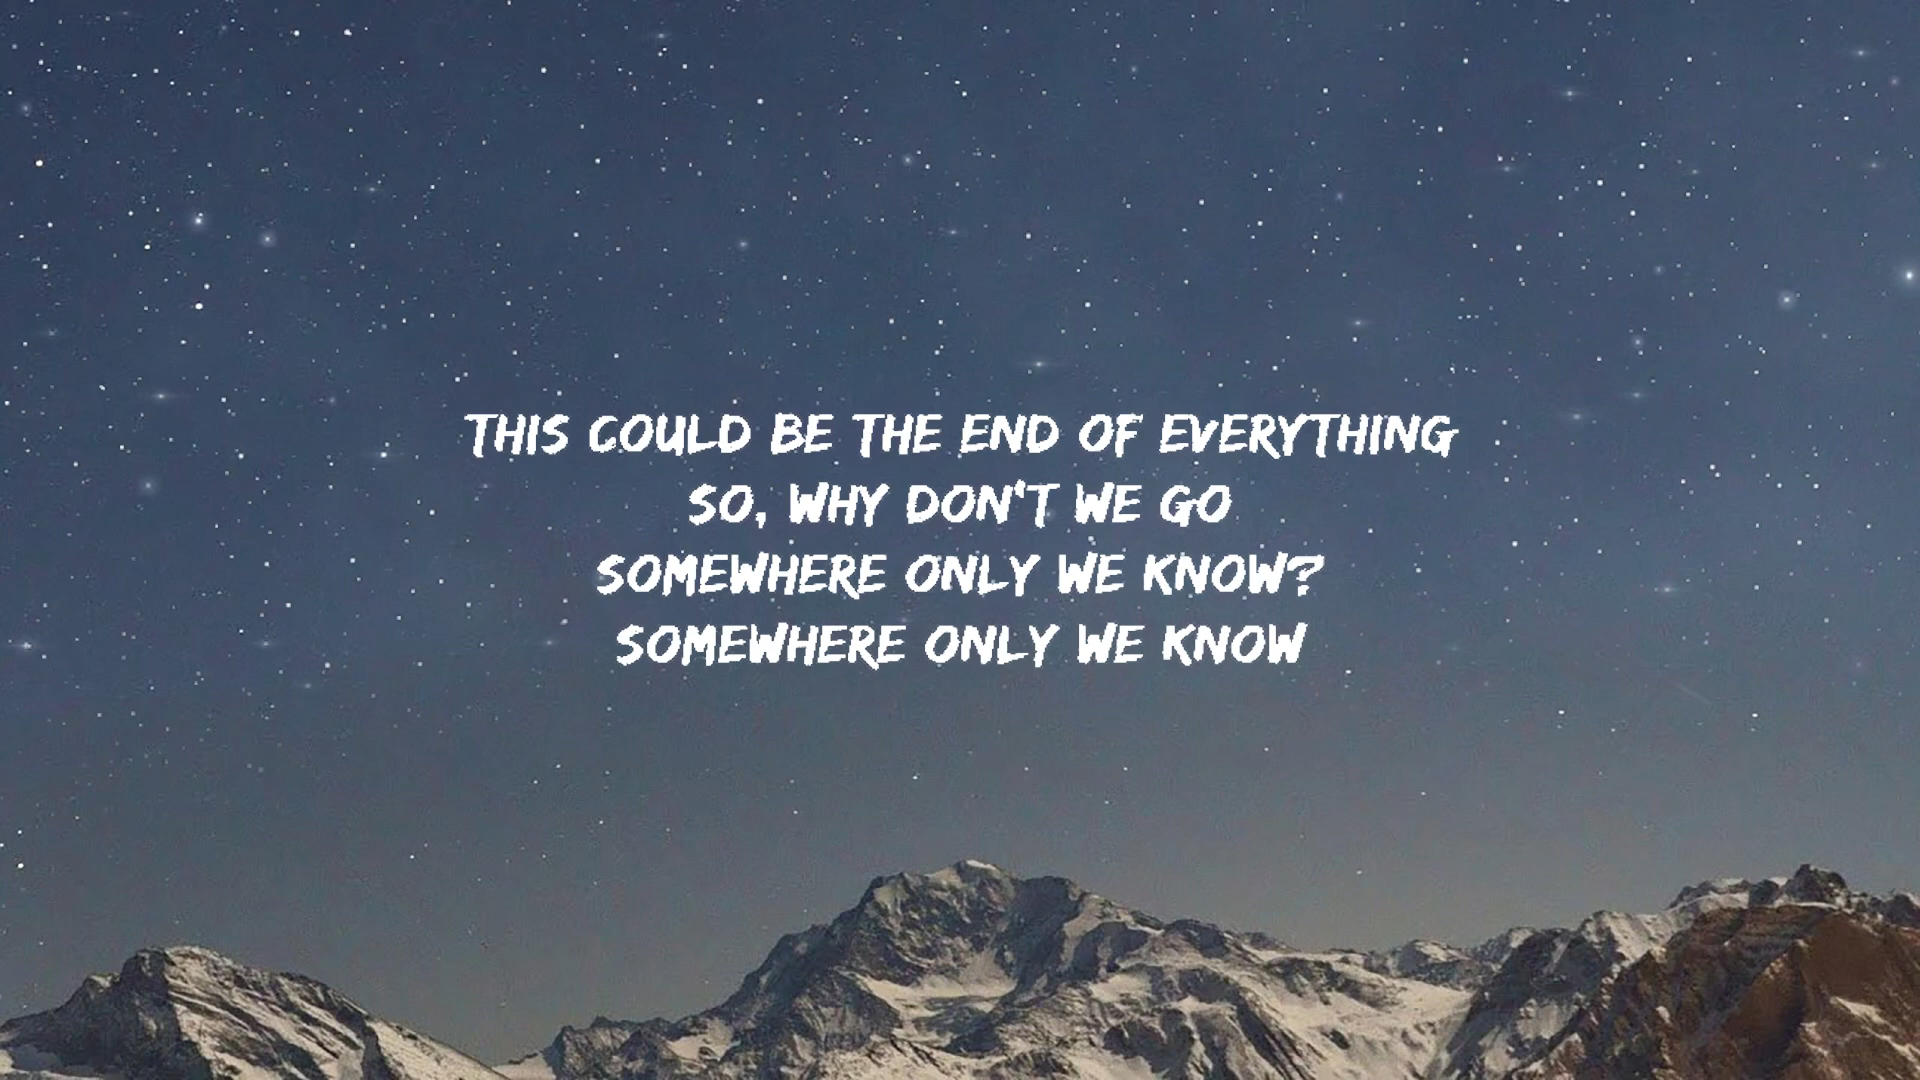 THIS COULD BE THE END OF EVERYTHING
SO, WHY DON'T WE GO
SOMEWHERE ONLY WE KNOW?
SOMEWHERE ONLY WE KNOW